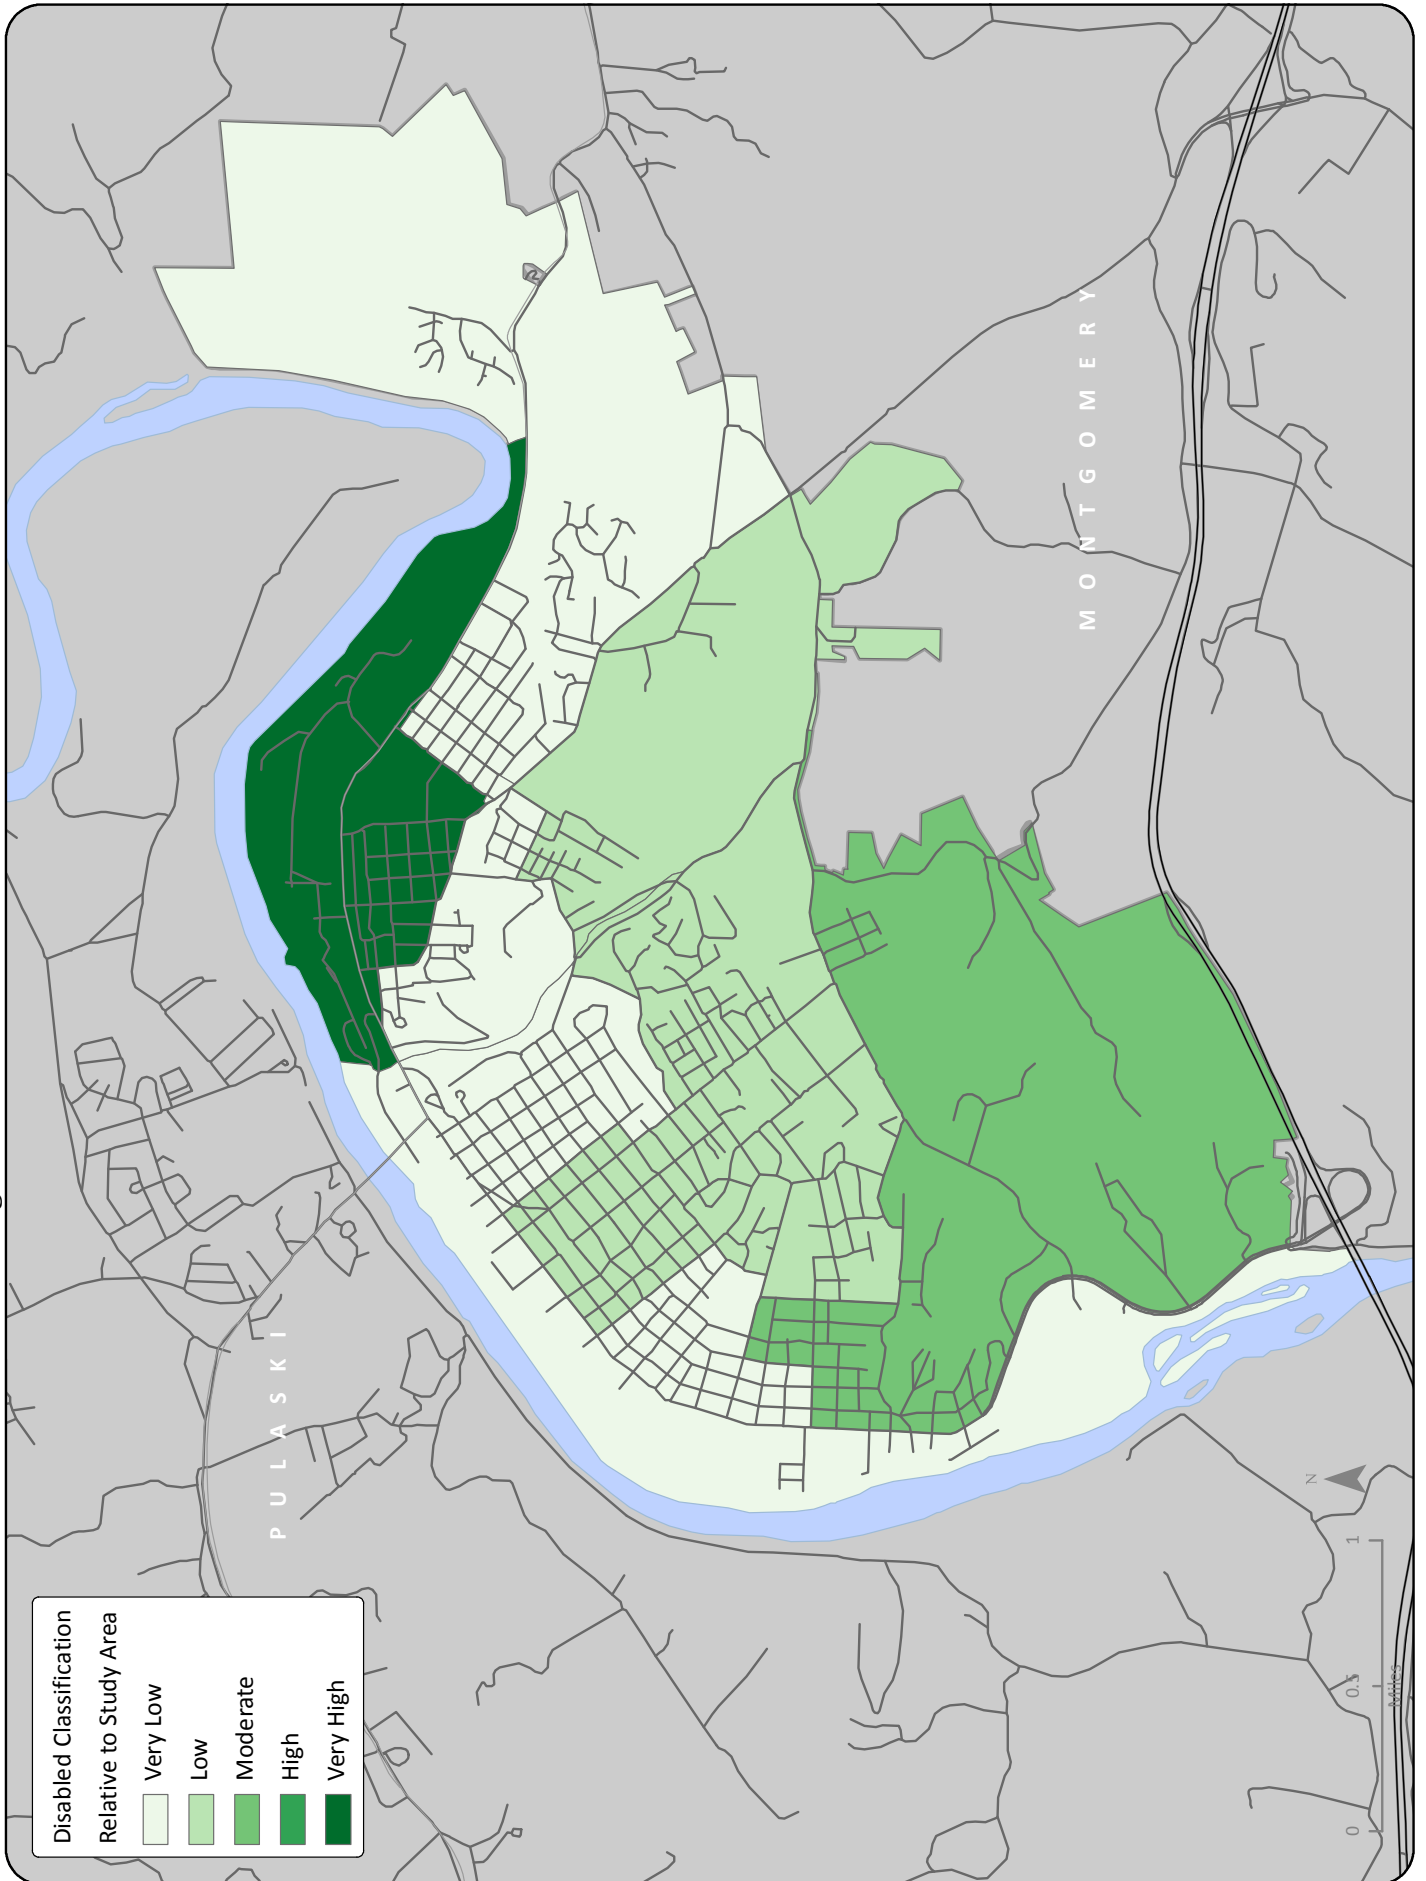 Disabled Classification
Relative to Study Area
Very Low
Low
Moderate
High
Very High
PULASKI
MONTGOMERY
N
0
0.5
1
Miles